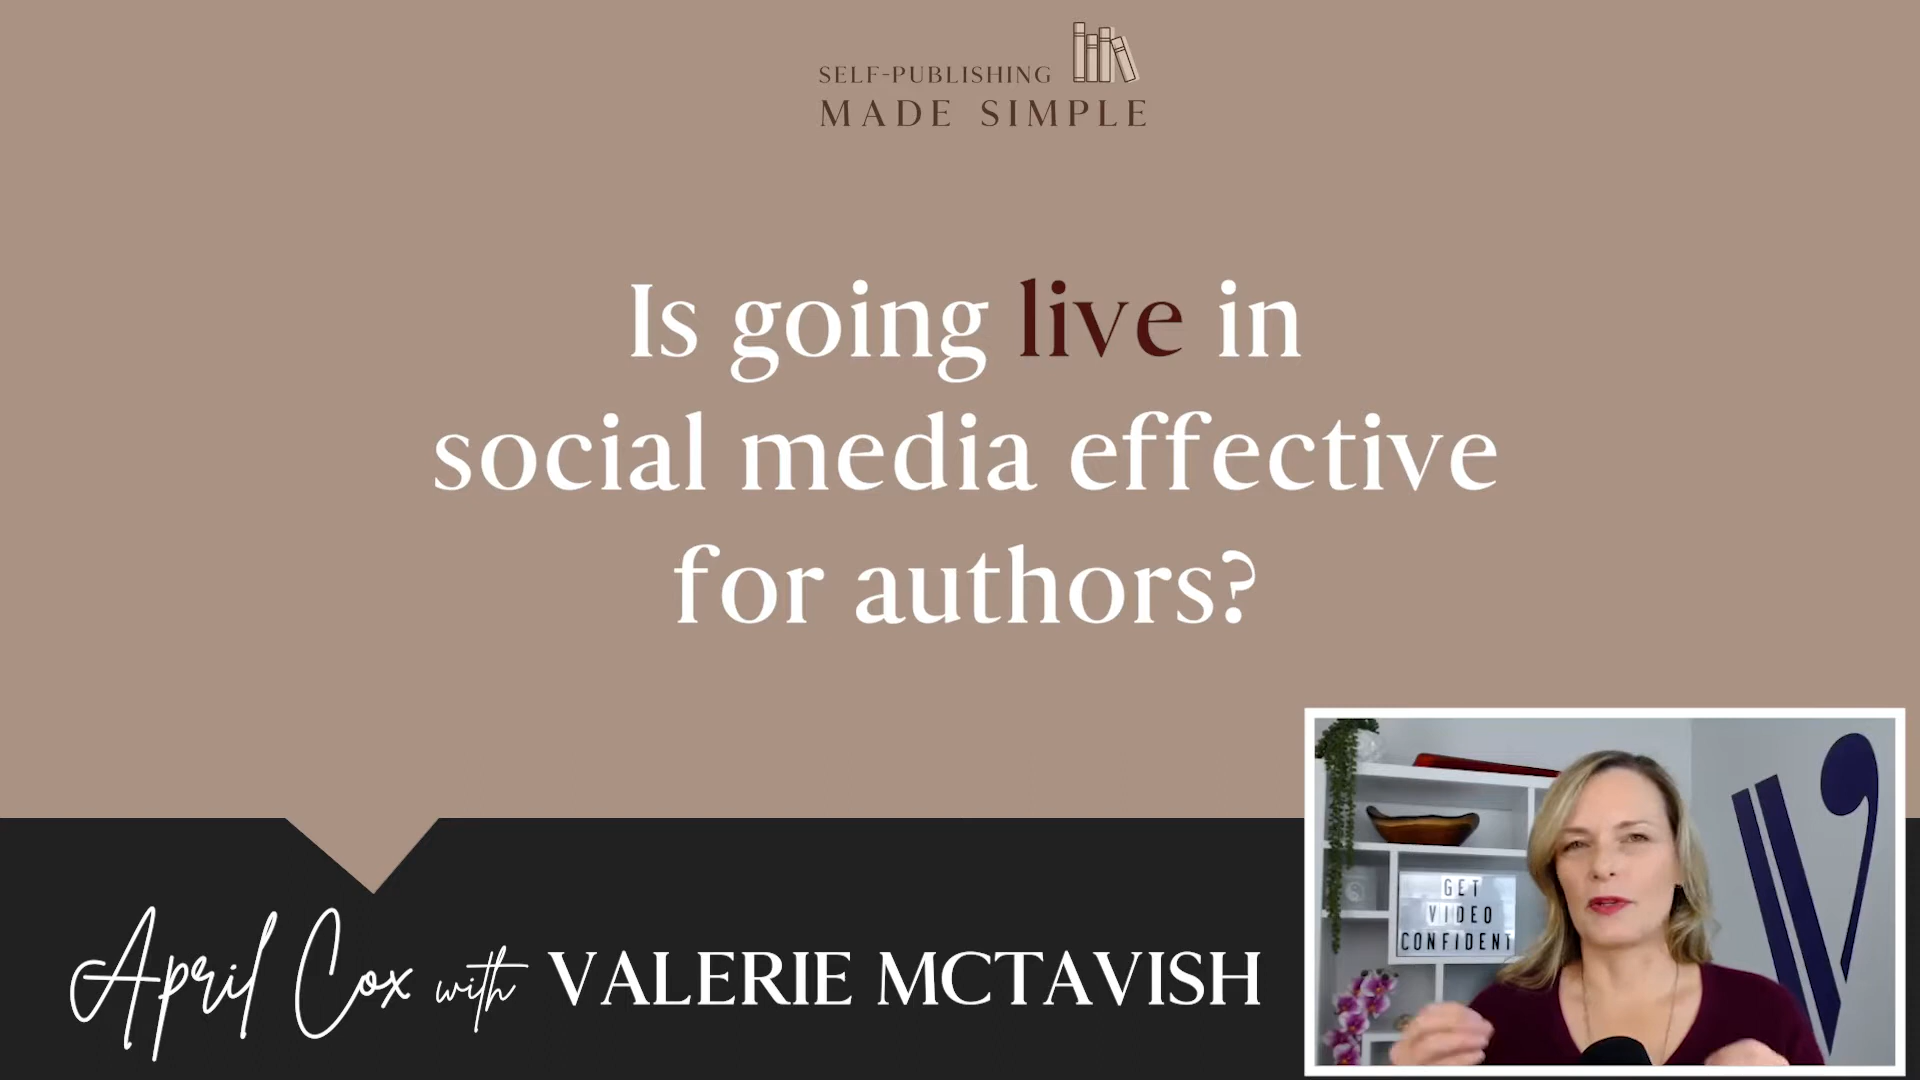 SELF-PUBLISHING
MADE SIMPLE
Is going live in
social media effective
for authors?
April Cox with VALERIE MCTAVISH
GET
VIDEO
CONFIDENT